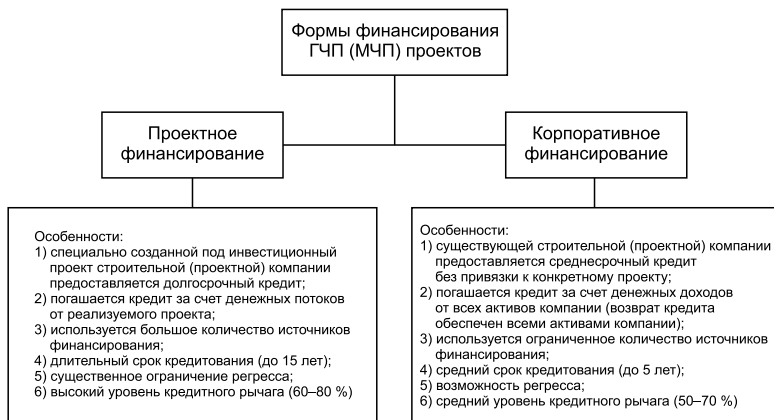 Формы финансирования
ГЧП (МЧП) проектов
Проектное
финансирование
Корпоративное
финансирование
Особенности:
1) специально созданной под инвестиционный
проект строительной (проектной) компании
предоставляется долгосрочный кредит;
2) погашается кредит за счет денежных потоков
от реализуемого проекта;
3) используется большое количество источников
финансирования;
4) длительный срок кредитования (до 15 лет);
5) существенное ограничение регресса;
6) высокий уровень кредитного рычага (60–80 %)
Особенности:
1) существующей строительной (проектной) компании
предоставляется среднесрочный кредит
без привязки к конкретному проекту;
2) погашается кредит за счет денежных доходов
от всех активов компании (возврат кредита
обеспечен всеми активами компании);
3) используется ограниченное количество источников
финансирования;
4) средний срок кредитования (до 5 лет);
5) возможность регресса;
6) средний уровень кредитного рычага (50–70 %)